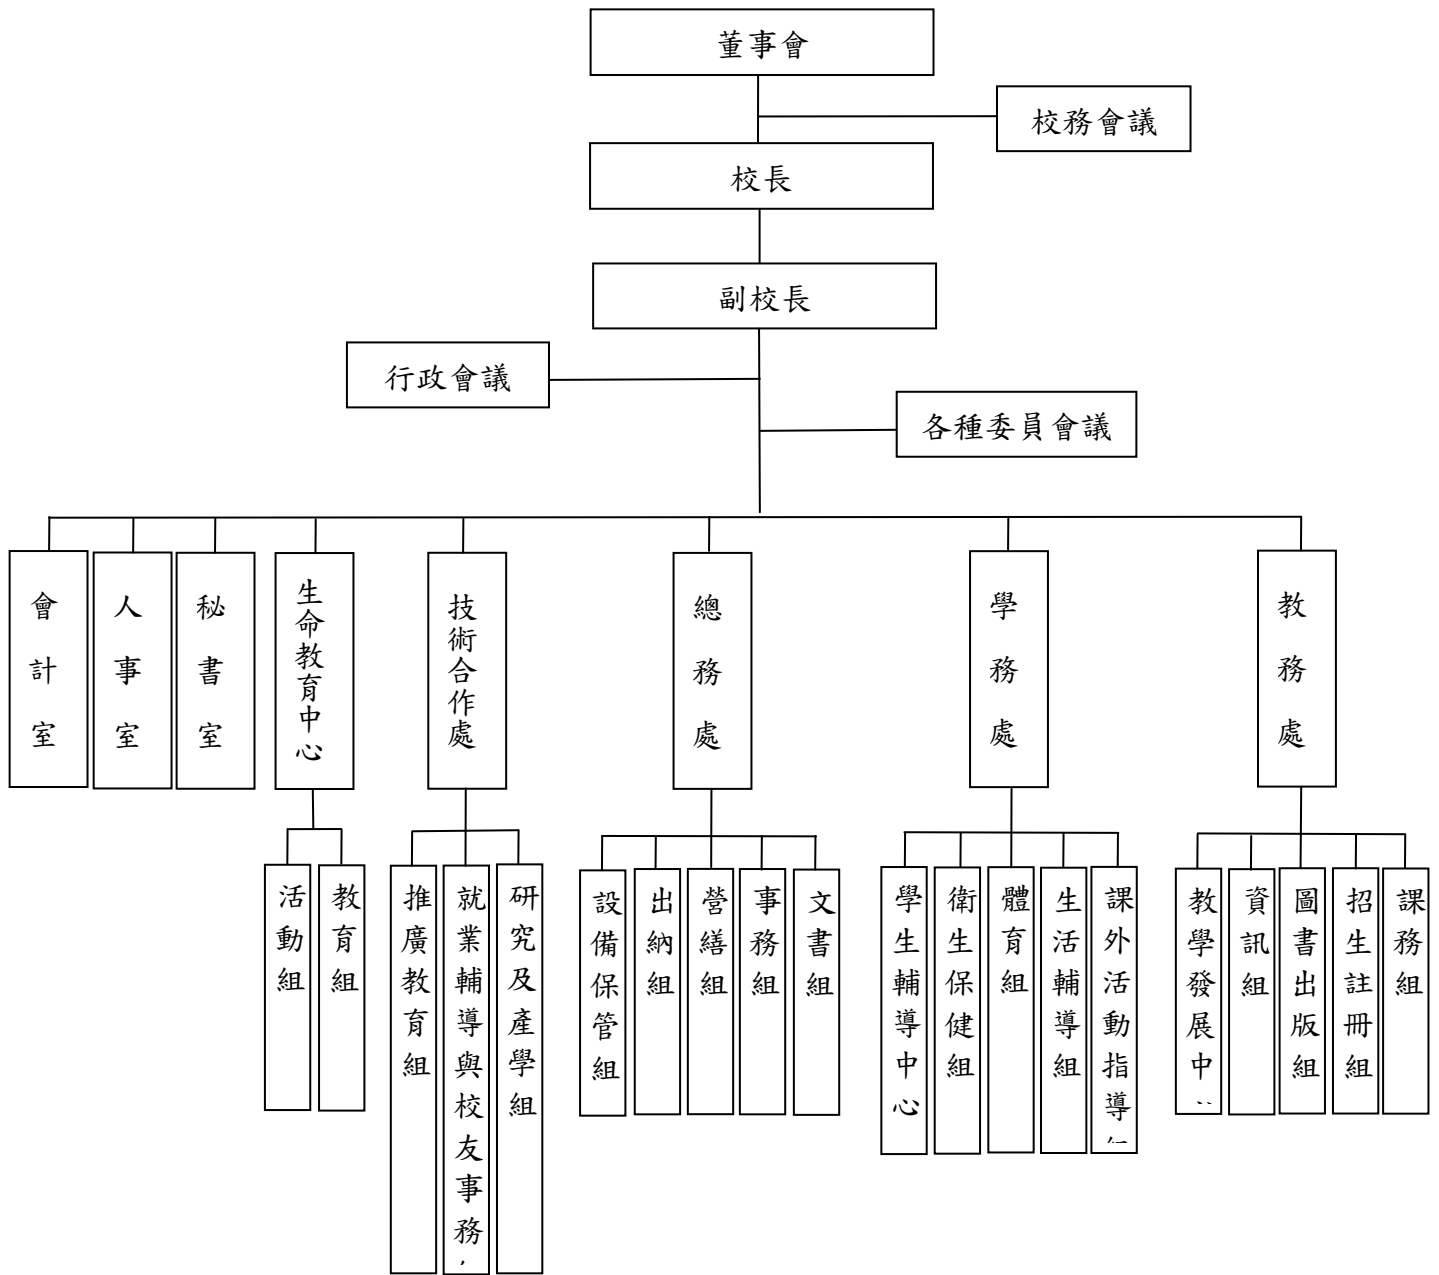 董事會
校務會議
校長
副校長
行政會議
各種委員會議
會計室
人事室
秘書室
生命教育中心
技術合作處
總務處
學務處
教務處
活動組
教育組
推廣教育組
就業輔導與校友事務
研究及產學組
設備保管組
出納組
營繕組
事務組
文書組
學生輔導中心
衛生保健組
體育組
生活輔導組
課外活動指導
教學發展中
資訊組
圖書出版組
招生註冊組
課務組